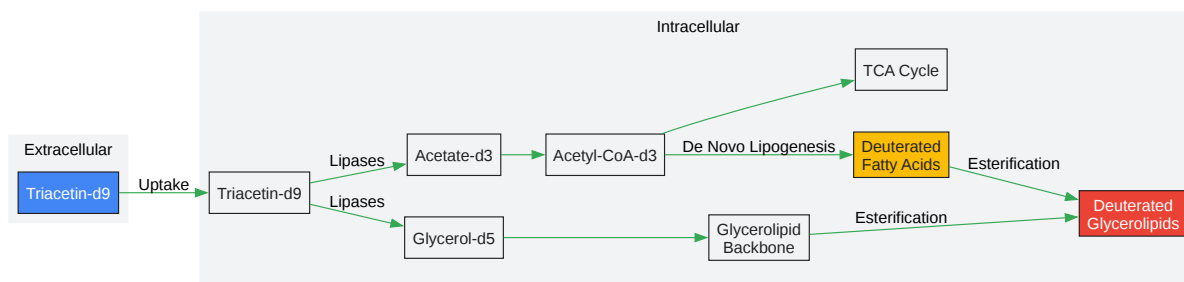 Intracellular
TCA Cycle
Extracellular
Triacetin-d9
Uptake
Triacetin-d9
Lipases
Acetate-d3
Acetyl-CoA-d3
De Novo Lipogenesis
Deuterated
Fatty Acids
Esterification
Lipases
Glycerol-d5
Glycerolipid
Backbone
Esterification
Deuterated
Glycerolipids